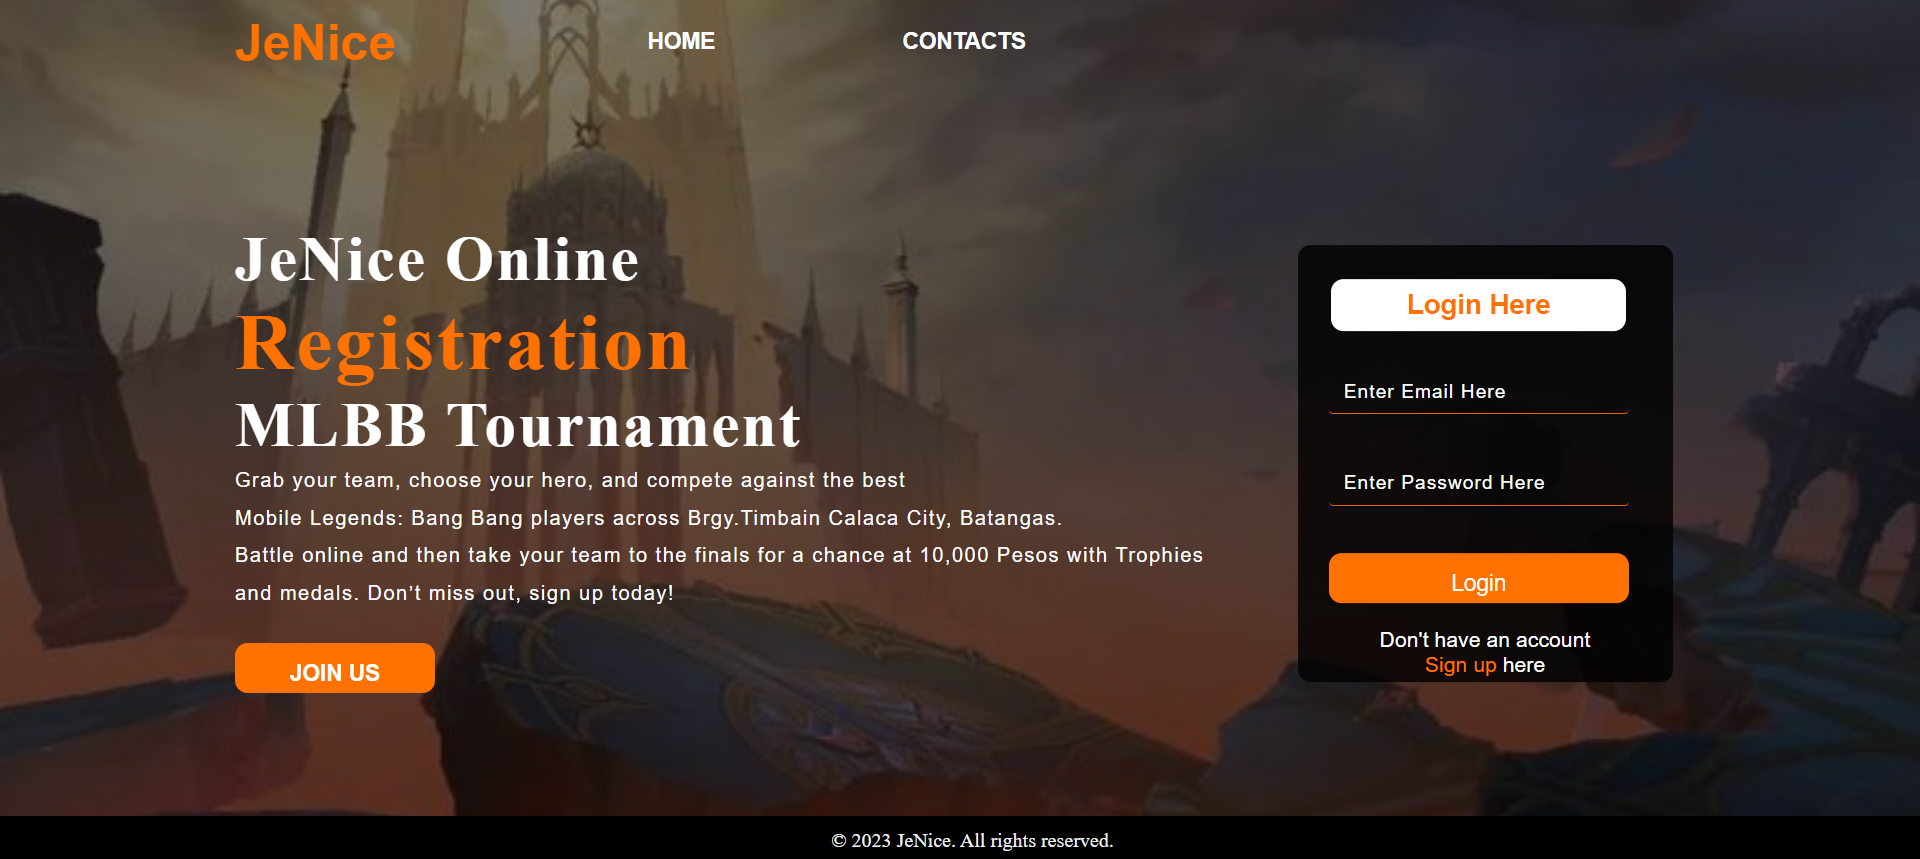 JeNice
HOME
CONTACTS
JeNice Online
Registration
MLBB Tournament
Grab your team, choose your hero, and compete against the best
Mobile Legends: Bang Bang players across Brgy.Timbain Calaca City, Batangas.
Battle online and then take your team to the finals for a chance at 10,000 Pesos with Trophies
and medals. Don’t miss out, sign up today!
JOIN US
Login Here
Enter Email Here
Enter Password Here
Login
Don't have an account
Sign up here
© 2023 JeNice. All rights reserved.